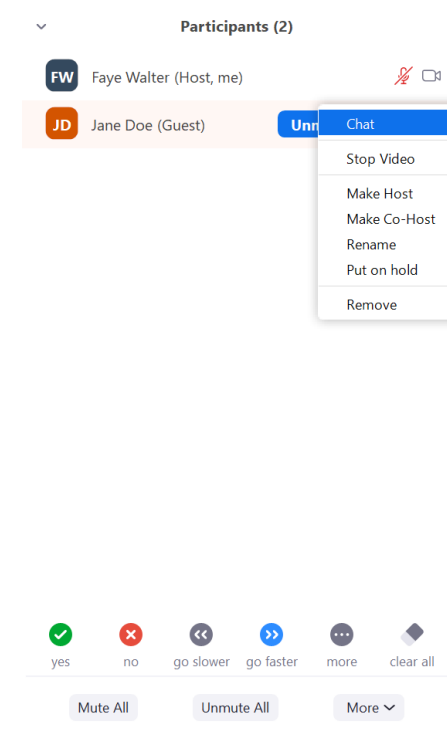 Participants (2)
FW Faye Walter (Host, me)
JD Jane Doe (Guest)
Chat
Stop Video
Make Host
Make Co-Host
Rename
Put on hold
Remove
yes no go slower go faster more clear all
Mute All Unmute All More